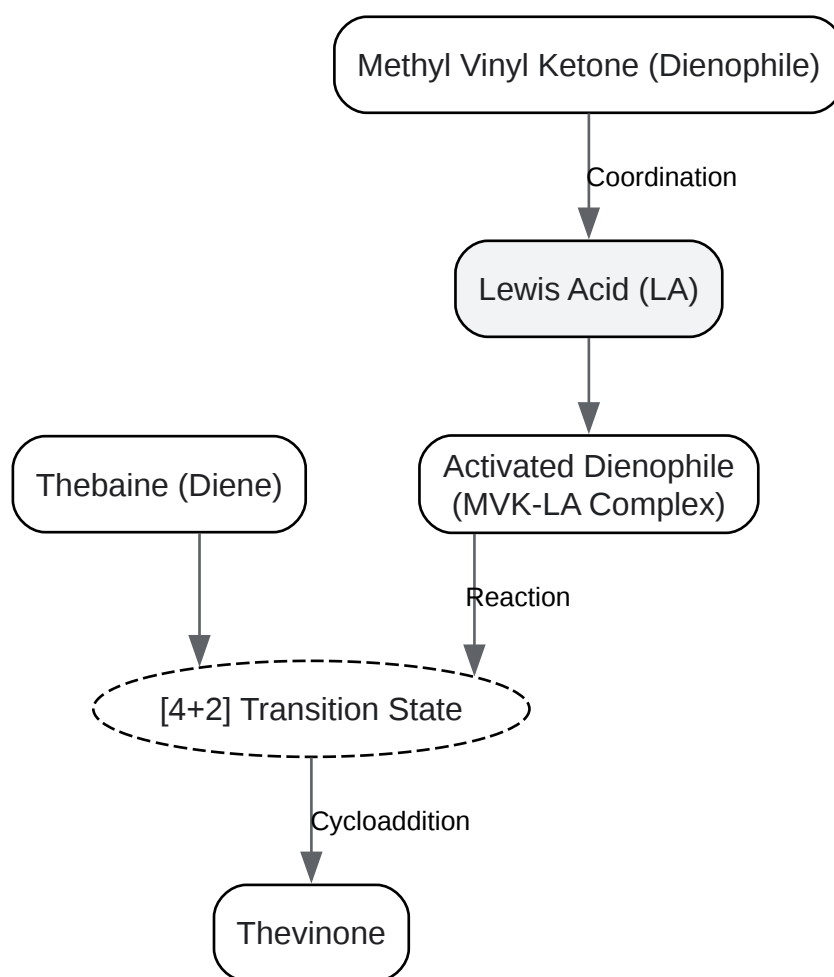 Methyl Vinyl Ketone (Dienophile)
Coordination
Lewis Acid (LA)
Thebaine (Diene)
Activated Dienophile
(MVK-LA Complex)
Reaction
[4+2] Transition State
Cycloaddition
Thevinone